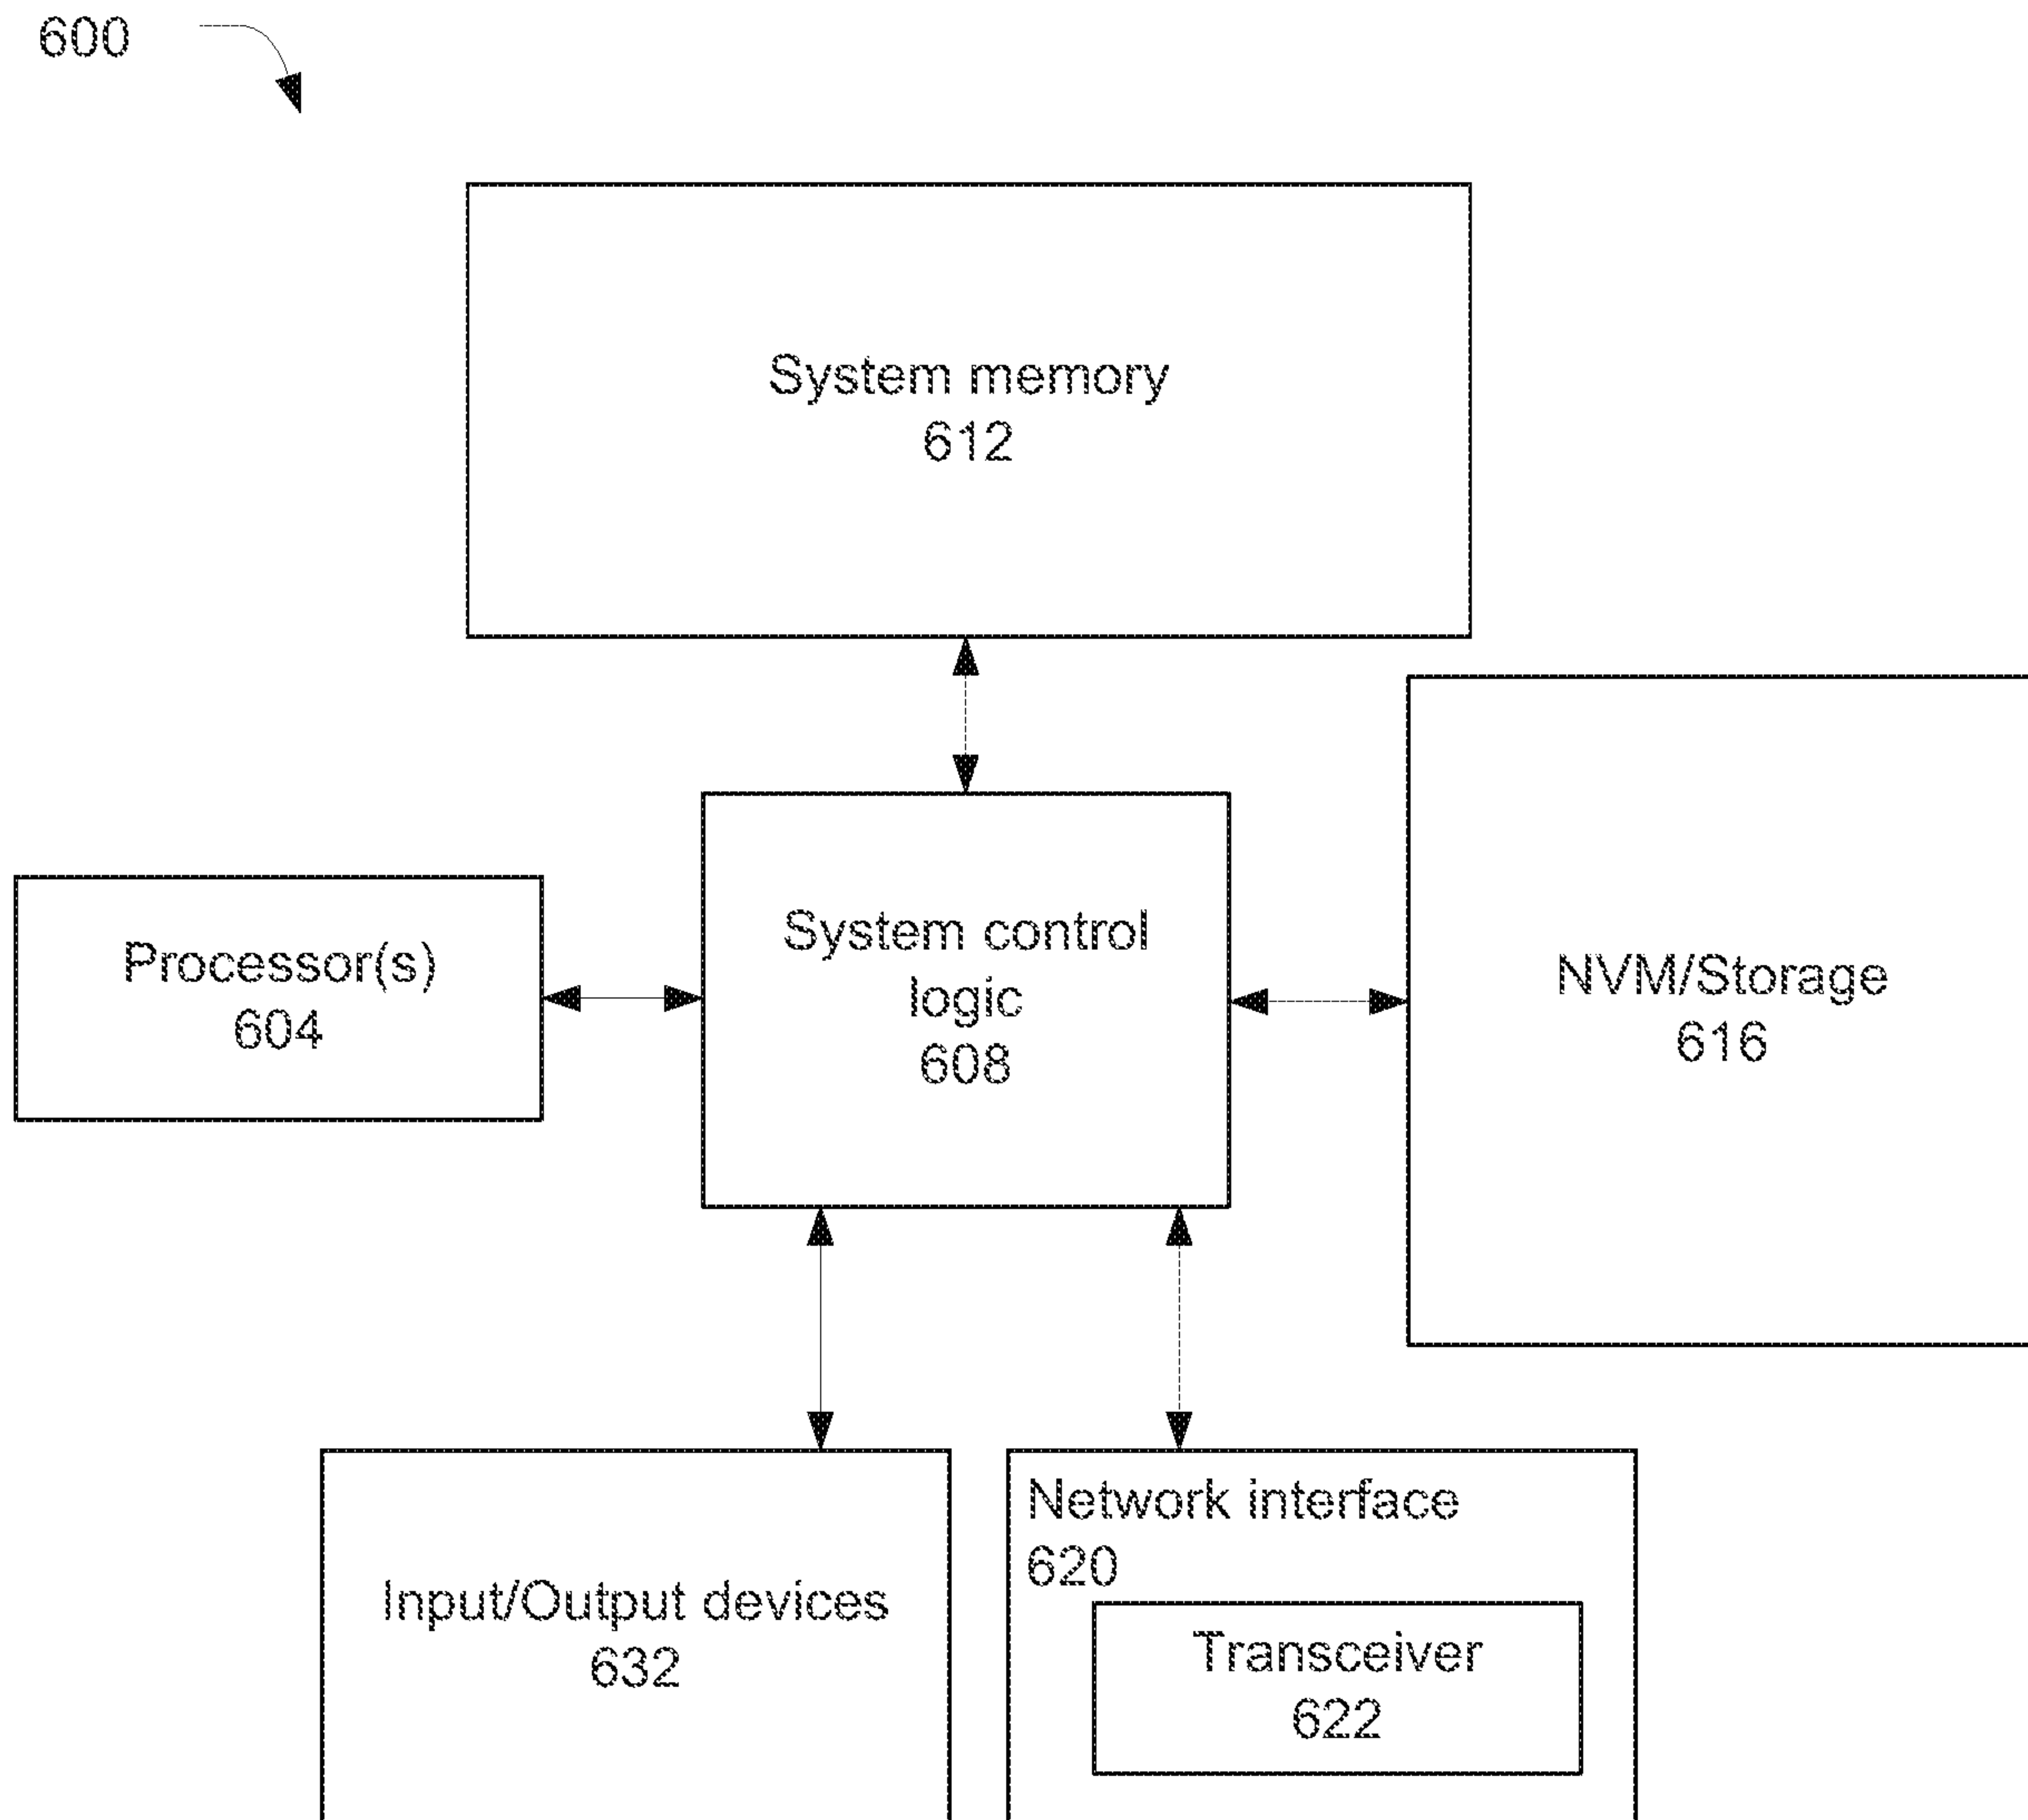 600
System memory
612
Processor(s)
604
System control
logic
608
NVM/Storage
616
Input/Output devices
632
Network interface
620
Transceiver
622